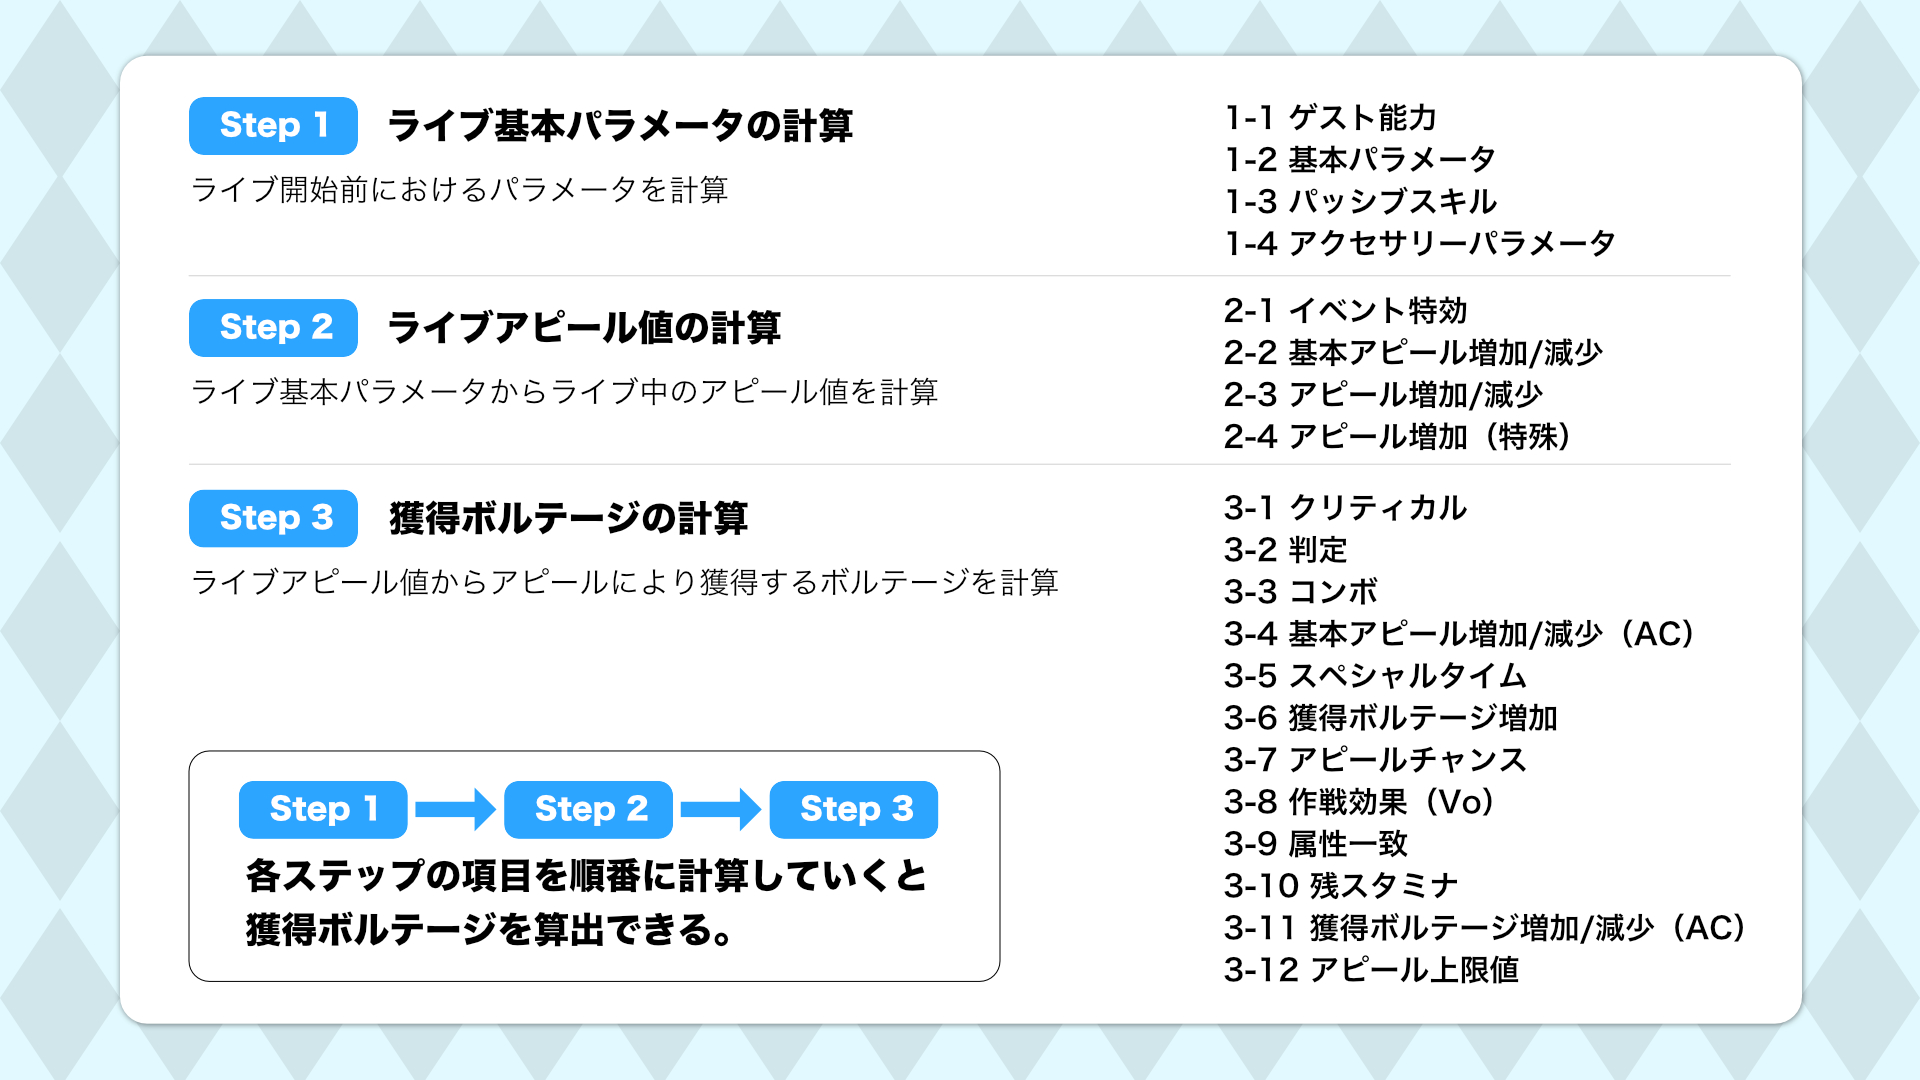 Step 1 ライブ基本パラメータの計算
ライブ開始前におけるパラメータを計算
1-1 ゲスト能力
1-2 基本パラメータ
1-3 パッシブスキル
1-4 アクセサリーパラメータ
Step 2 ライブアピール値の計算
ライブ基本パラメータからライブ中のアピール値を計算
2-1 イベント特効
2-2 基本アピール増加/減少
2-3 アピール増加/減少
2-4 アピール増加（特殊）
Step 3 獲得ボルテージの計算
ライブアピール値からアピールにより獲得するボルテージを計算
3-1 クリティカル
3-2 判定
3-3 コンボ
3-4 基本アピール増加/減少（AC）
3-5 スペシャルタイム
3-6 獲得ボルテージ増加
3-7 アピールチャンス
3-8 作戦効果（Vo）
3-9 属性一致
3-10 残スタミナ
3-11 獲得ボルテージ増加/減少（AC）
3-12 アピール上限値
Step 1 Step 2 Step 3
各ステップの項目を順番に計算していくと
獲得ボルテージを算出できる。